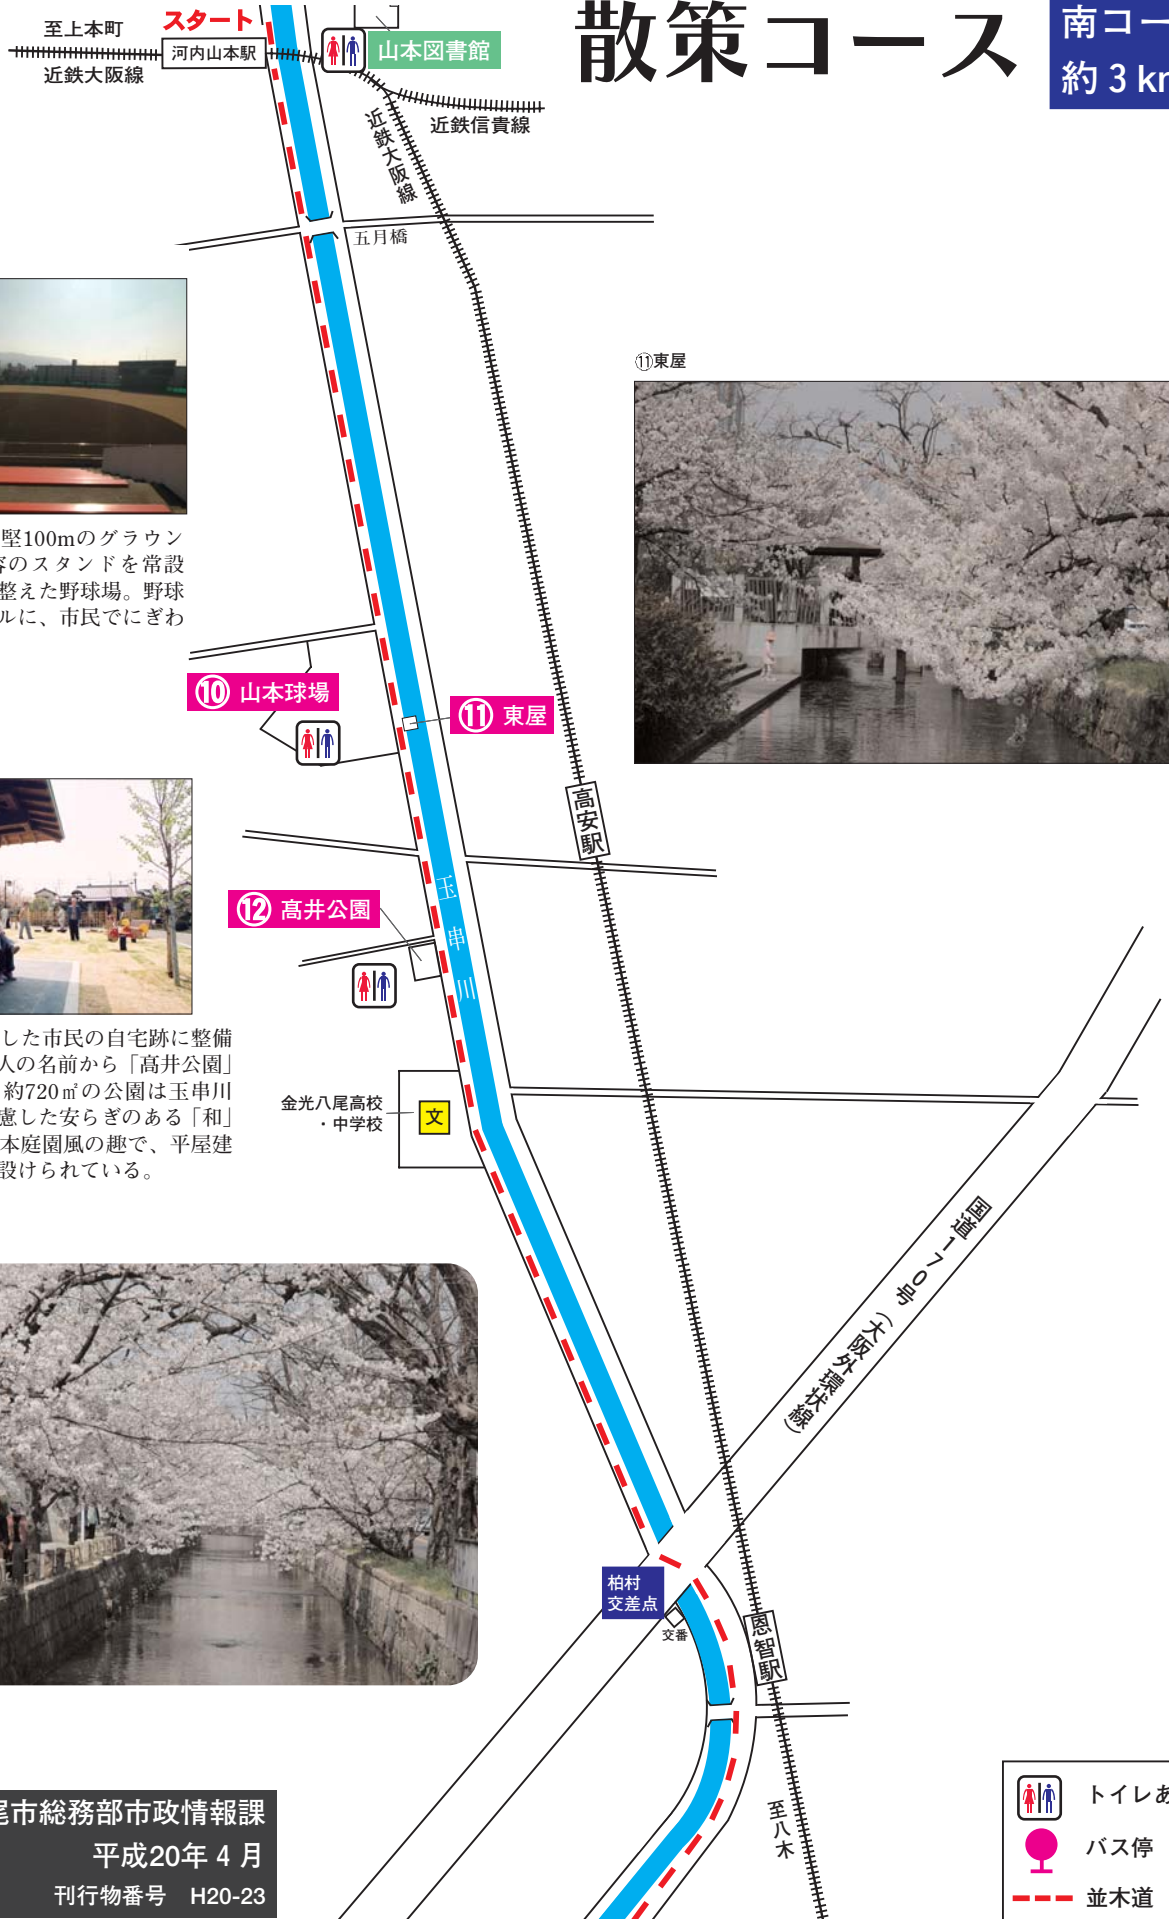 散策コース
南コー
約3km
至上本町
スタート
河内山本駅
近鉄大阪線
山本図書館
近鉄信貴線
近鉄大阪線
五月橋
⑪東屋
堅100mのグラウン
容のスタンドを常設
整えた野球場。野球
ルに、市民でにぎわ
⑩ 山本球場
⑪ 東屋
高安駅
⑫ 髙井公園
玉串川
した市民の自宅跡に整備
人の名前から「髙井公園」
約720㎡の公園は玉串川
慮した安らぎのある「和」
本庭園風の趣で、平屋建
設けられている。
金光八尾高校
・中学校
文
国道170号(大阪外環状線)
柏村
交差点
交番
恩智駅
至八木
尾市総務部市政情報課
平成20年4月
刊行物番号 H20-23
トイレあ
バス停
並木道